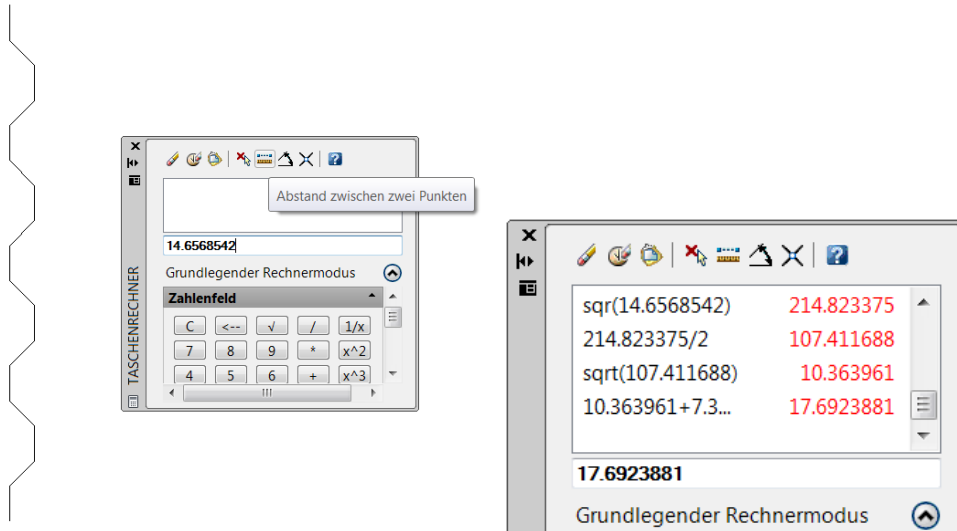 Abstand zwischen zwei Punkten
14.6568542
Grundlegender Rechnermodus
Zahlenfeld
C <-- √ / 1/x
7 8 9 * x^2
4 5 6 + x^3
TASCHENRECHNER
sqr(14.6568542) 214.823375
214.823375/2 107.411688
sqrt(107.411688) 10.363961
10.363961+7.3... 17.6923881
17.6923881
Grundlegender Rechnermodus